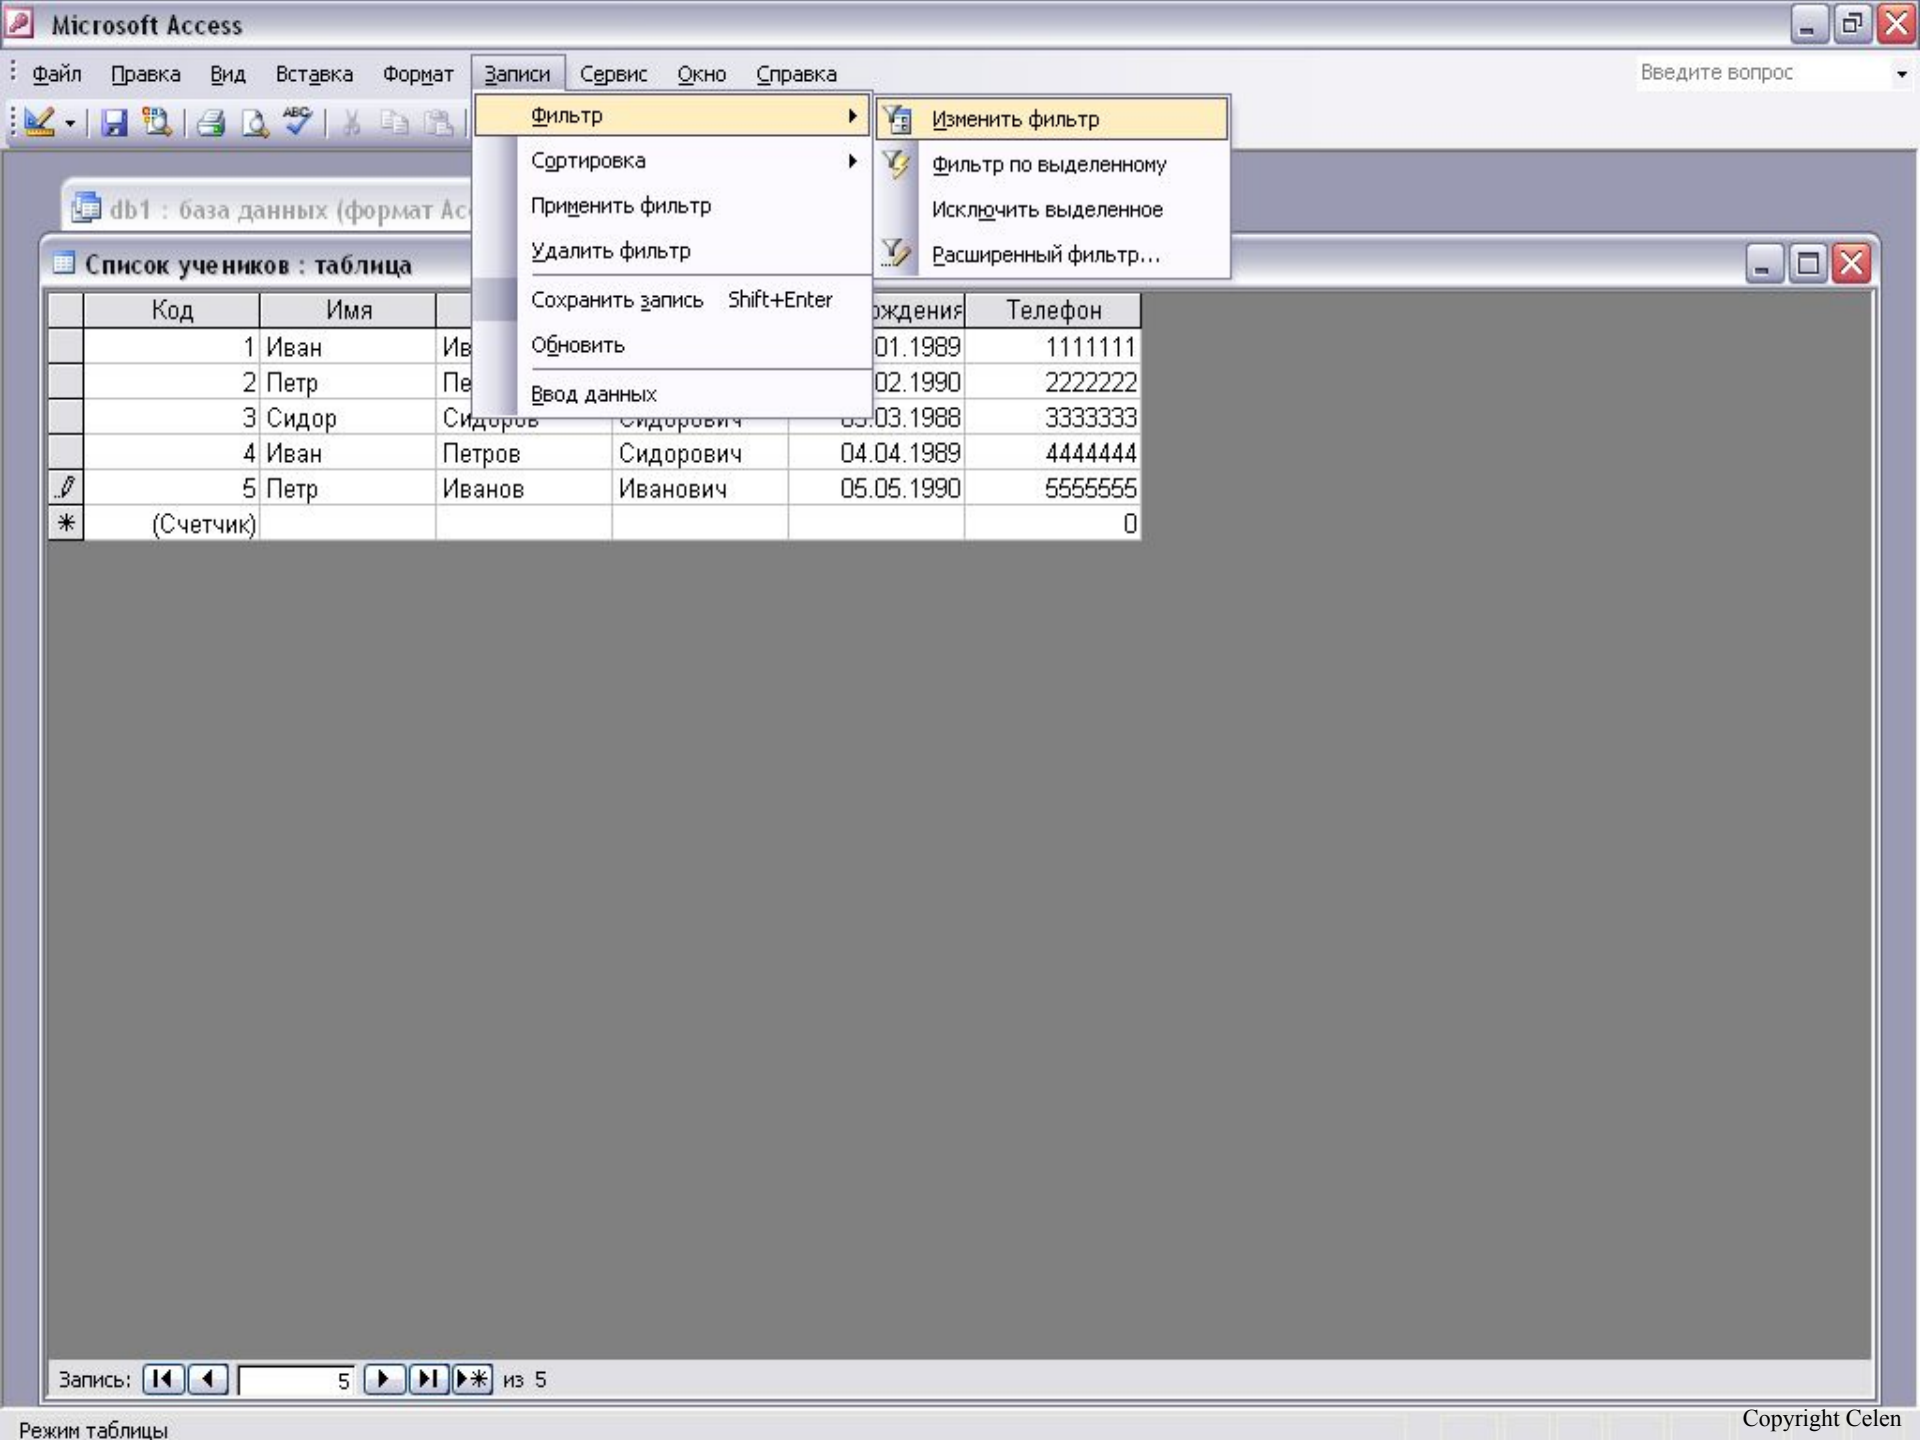 Microsoft Access
Файл Правка Вид Вставка Формат Записи Сервис Окно Справка Введите вопрос
ABC
Фильтр
Сортировка
Применить фильтр
Удалить фильтр
Сохранить запись Shift+Enter
Обновить
Ввод данных
Изменить фильтр
Фильтр по выделенному
Исключить выделенное
Расширенный фильтр...
db1 : база данных (формат Ac
Список учеников : таблица
Код Имя ождения Телефон
1 Иван Ив 01.1989 1111111
2 Петр Пе 02.1990 2222222
3 Сидор Сидоров Сидорович 03.03.1988 3333333
4 Иван Петров Сидорович 04.04.1989 4444444
5 Петр Иванов Иванович 05.05.1990 5555555
(Счетчик) 0
Запись: 5 из 5
Режим таблицы
Copyright Celen